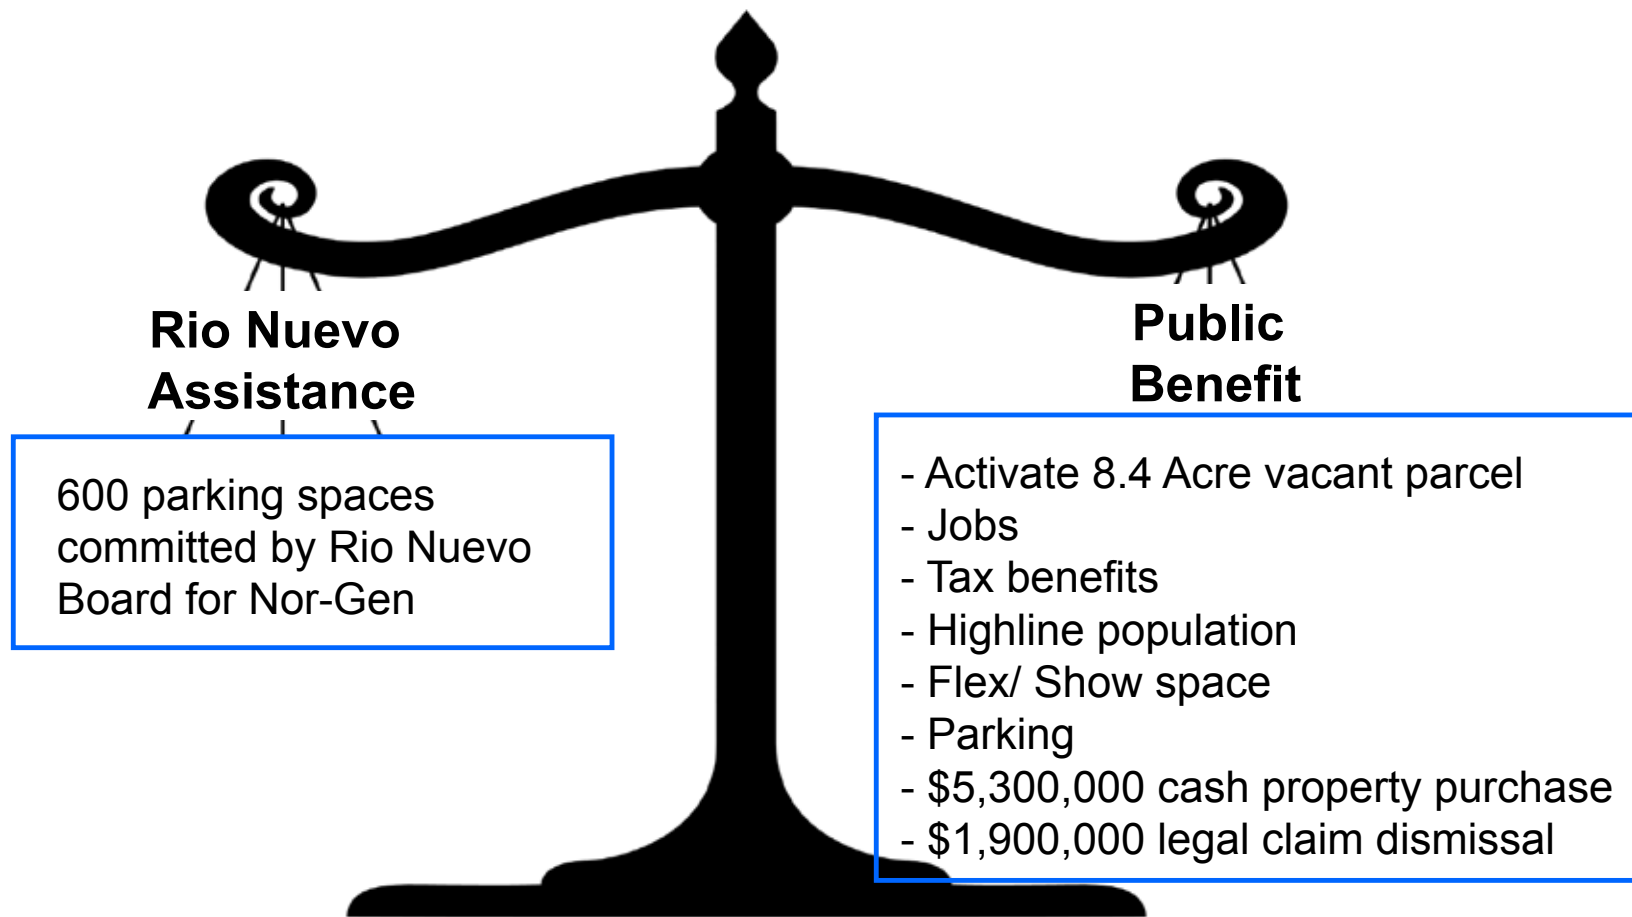 Rio Nuevo
Assistance
600 parking spaces
committed by Rio Nuevo
Board for Nor-Gen
Public
Benefit
- Activate 8.4 Acre vacant parcel
- Jobs
- Tax benefits
- Highline population
- Flex/ Show space
- Parking
- $5,300,000 cash property purchase
- $1,900,000 legal claim dismissal